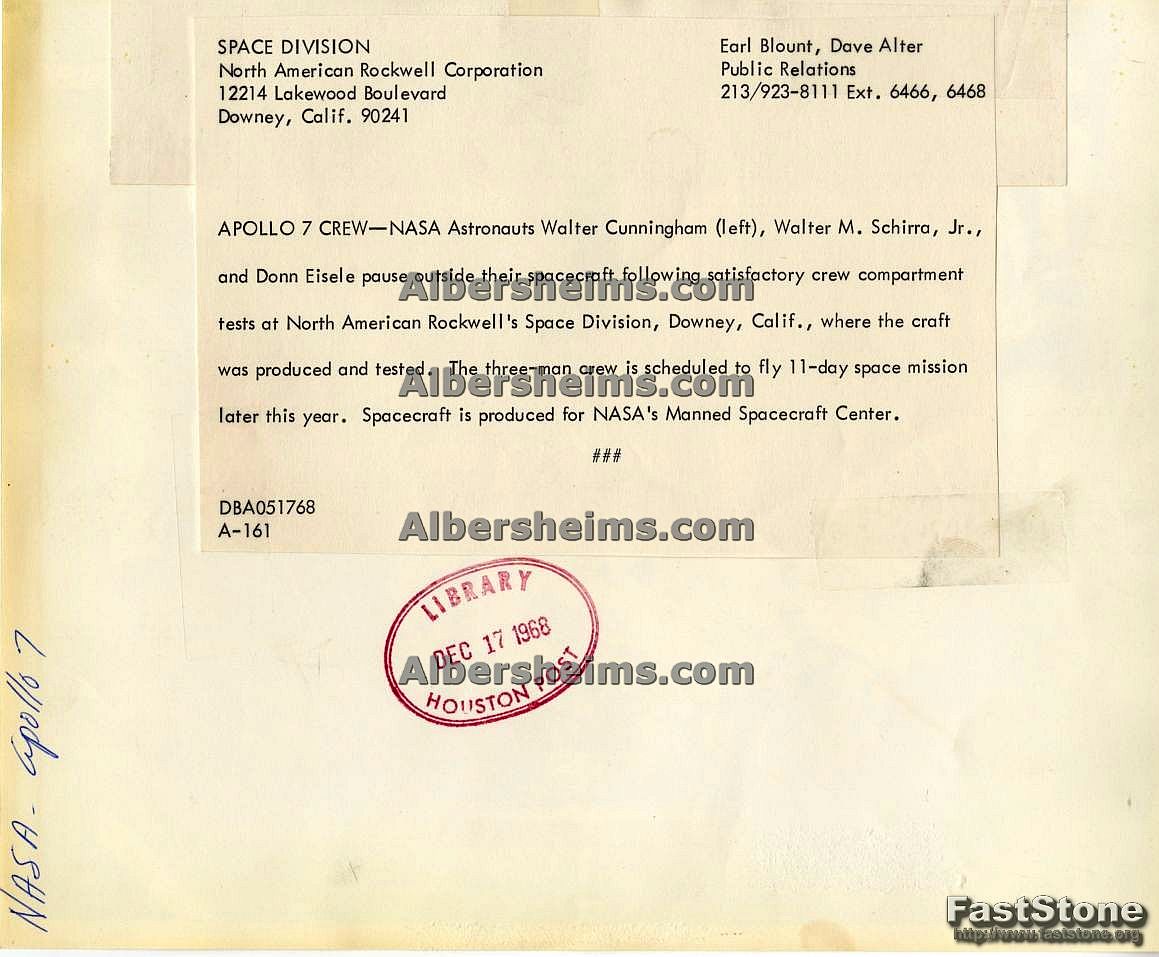 SPACE DIVISION
North American Rockwell Corporation
12214 Lakewood Boulevard
Downey, Calif. 90241
Earl Blount, Dave Alter
Public Relations
213/923-8111 Ext. 6466, 6468
APOLLO 7 CREW—NASA Astronauts Walter Cunningham (left), Walter M. Schirra, Jr.,
and Donn Eisele pause outside their spacecraft following satisfactory crew compartment
Albersheims.com
tests at North American Rockwell's Space Division, Downey, Calif., where the craft
was produced and tested. The three-man crew is scheduled to fly 11-day space mission
Albersheims.com
later this year. Spacecraft is produced for NASA's Manned Spacecraft Center.
###
DBA051768
A-161
Albersheims.com
LIBRARY
DEC 17 1968
HOUSTON POST
Albersheims.com
NASA - Apollo 7
FastStone
http://www.faststone.org